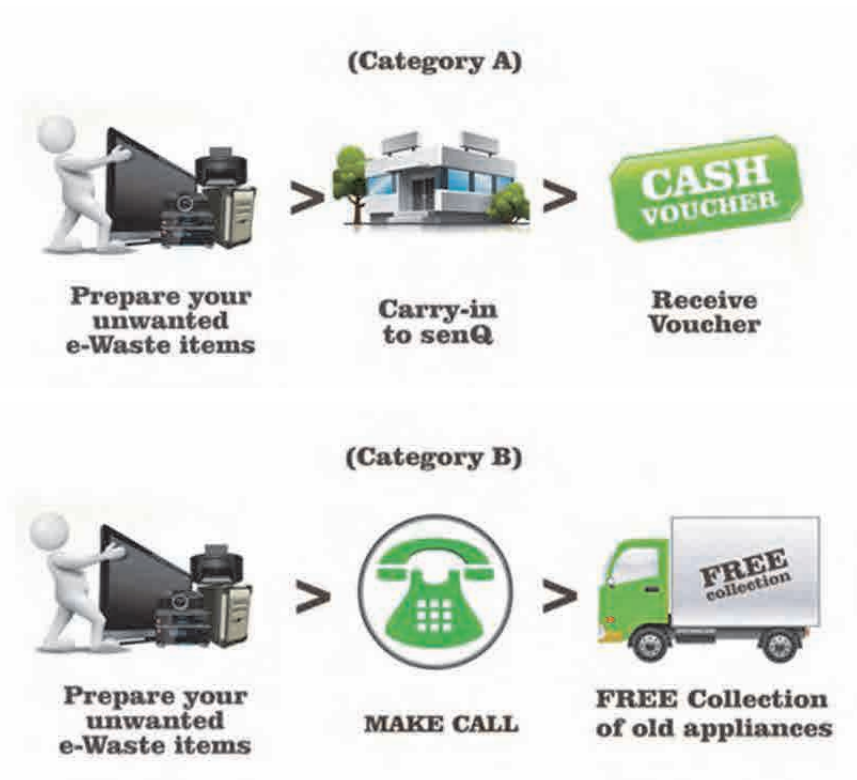 (Category A)
>
>
CASH
VOUCHER
Prepare your
unwanted
e-Waste items
Carry-in
to senQ
Receive
Voucher
(Category B)
>
>
FREE
collection
Prepare your
unwanted
e-Waste items
MAKE CALL
FREE Collection
of old appliances